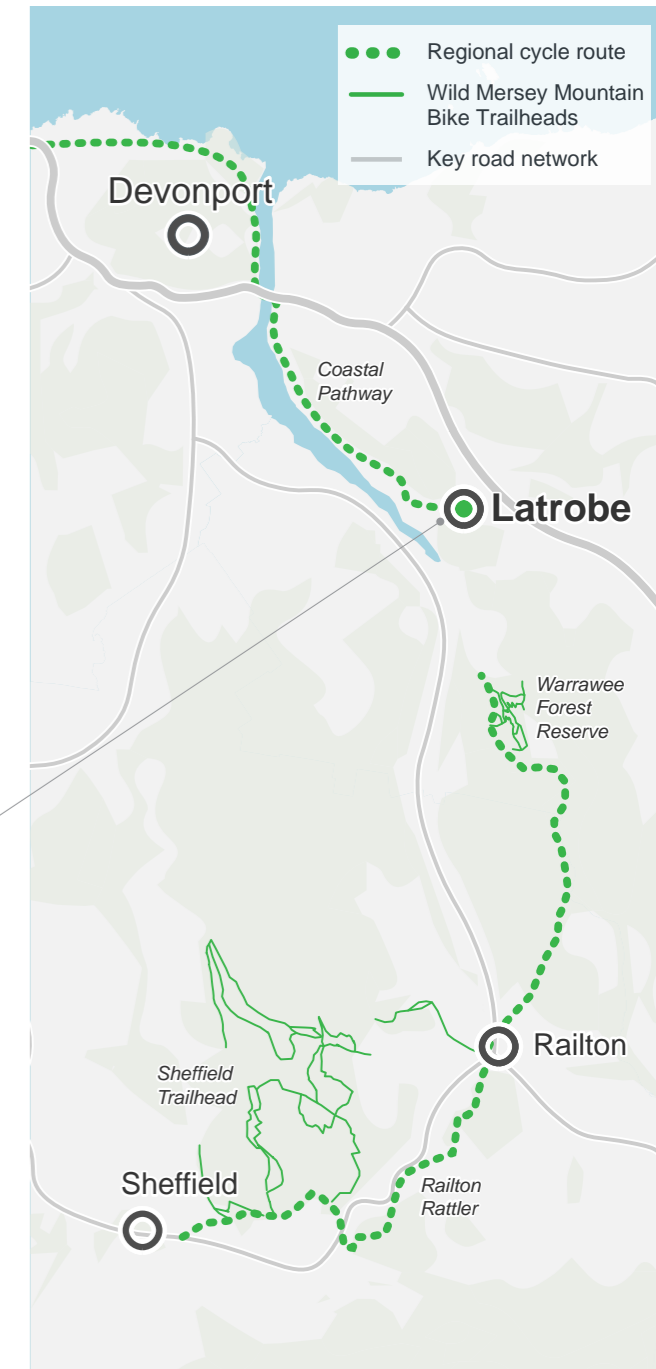 Regional cycle route
Wild Mersey Mountain
Bike Trailheads
Key road network
Devonport
Coastal
Pathway
Latrobe
Warrawee
Forest
Reserve
Railton
Sheffield
Trailhead
Sheffield
Railton
Rattler